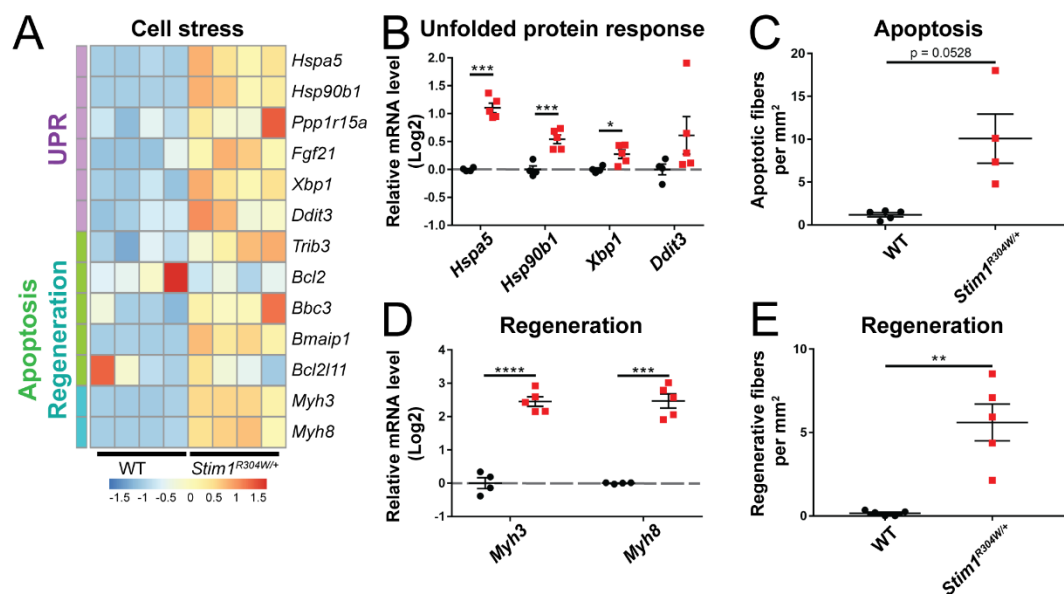 A
Cell stress
UPR
Apoptosis
Regeneration
Hspa5
Hsp90b1
Ppp1r15a
Fgf21
Xbp1
Ddit3
Trib3
Bcl2
Bbc3
Bmaip1
Bcl2l11
Myh3
Myh8
WT
Stim1R304W/+
-1.5 -1 -0.5 0 0.5 1 1.5
B
Unfolded protein response
Relative mRNA level
(Log2)
2.0
1.5
1.0
0.5
0.0
-0.5
-1.0
***
***
*
Hspa5
Hsp90b1
Xbp1
Ddit3
C
Apoptosis
p = 0.0528
Apoptotic fibers
per mm2
20
15
10
5
0
WT
Stim1R304W/+
D
Regeneration
Relative mRNA level
(Log2)
4
3
2
1
0
-1
****
***
Myh3
Myh8
E
Regeneration
**
Regenerative fibers
per mm2
10
5
0
WT
Stim1R304W/+